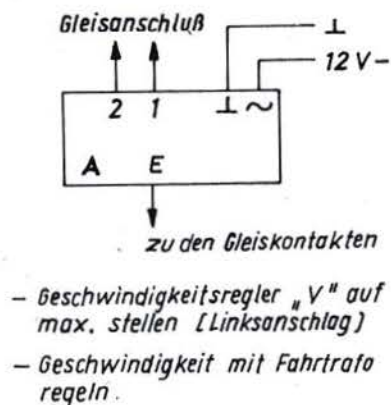 Gleisanschluß
⊥
12 V –
2 1 ⊥ ~
A E
zu den Gleiskontakten
– Geschwindigkeitsregler „V" auf
max. stellen [Linksanschlag]
– Geschwindigkeit mit Fahrtrafo
regeln.